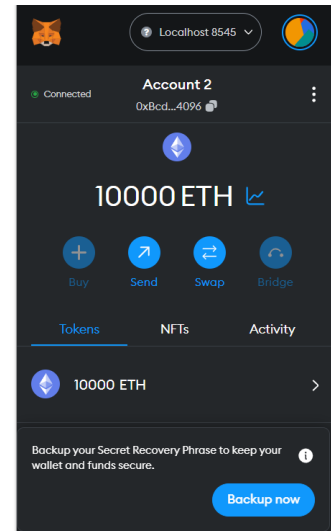 Localhost 8545
Connected
Account 2
0xBcd...4096
10000 ETH
Buy
Send
Swap
Bridge
Tokens
NFTs
Activity
10000 ETH
Backup your Secret Recovery Phrase to keep your
wallet and funds secure.
Backup now